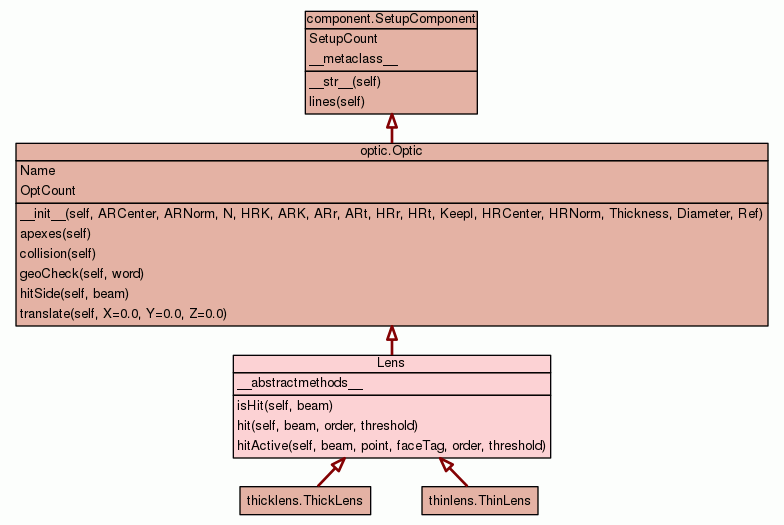 component.SetupComponent
SetupCount
__metaclass__
__str__(self)
lines(self)
optic.Optic
Name
OptCount
__init__(self, ARCenter, ARNorm, N, HRK, ARK, ARr, ARt, HRr, HRt, KeepI, HRCenter, HRNorm, Thickness, Diameter, Ref)
apexes(self)
collision(self)
geoCheck(self, word)
hitSide(self, beam)
translate(self, X=0.0, Y=0.0, Z=0.0)
Lens
__abstractmethods__
isHit(self, beam)
hit(self, beam, order, threshold)
hitActive(self, beam, point, faceTag, order, threshold)
thicklens.ThickLens
thinlens.ThinLens